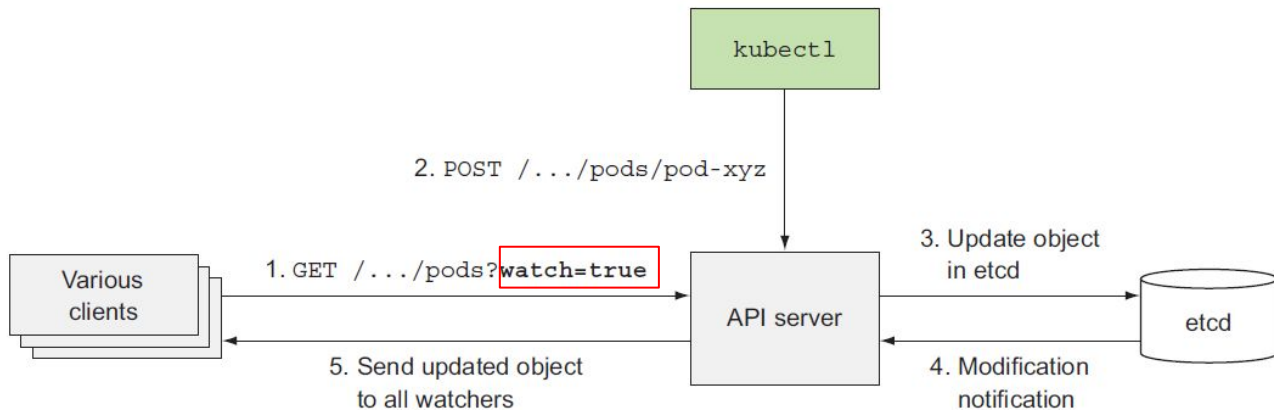 kubectl
2. POST /.../pods/pod-xyz
1. GET /.../pods?watch=true
3. Update object
in etcd
Various
clients
API server
etcd
5. Send updated object
to all watchers
4. Modification
notification